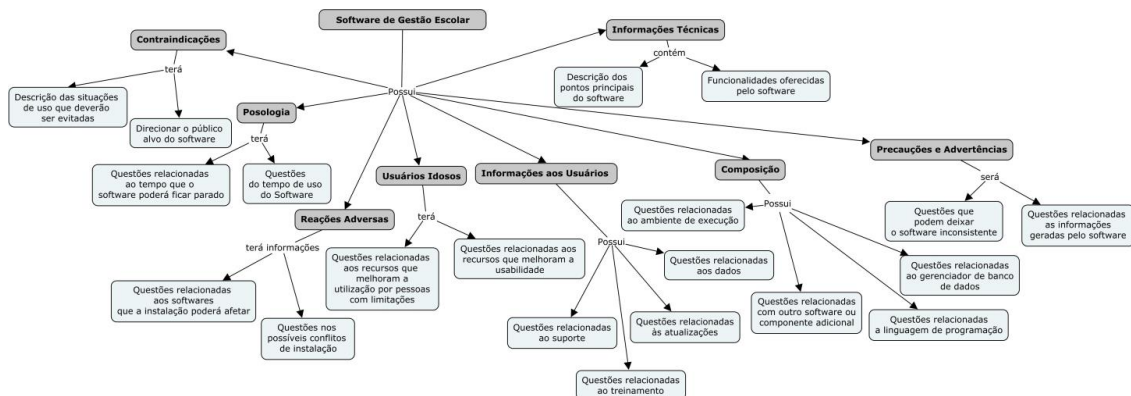 Software de Gestão Escolar
Contraindicações
terá
Descrição das situações
de uso que deverão
ser evitadas
Direcionar o público
alvo do software
Informações Técnicas
contém
Descrição dos
pontos principais
do software
Funcionalidades oferecidas
pelo software
Possui
Posologia
terá
Questões relacionadas
ao tempo que o
software poderá ficar parado
Questões
do tempo de uso
do Software
Reações Adversas
terá informações
Questões relacionadas
aos softwares
que a instalação poderá afetar
Questões nos
possíveis conflitos
de instalação
Usuários Idosos
terá
Questões relacionadas
aos recursos que
melhoram a
utilização por pessoas
com limitações
Questões relacionadas aos
recursos que melhoram a
usabilidade
Informações aos Usuários
Possui
Questões relacionadas
ao suporte
Questões relacionadas
ao treinamento
Questões relacionadas
às atualizações
Questões relacionadas
aos dados
Composição
Possui
Questões relacionadas
ao ambiente de execução
Questões relacionadas
com outro software ou
componente adicional
Questões relacionadas
a linguagem de programação
Questões relacionadas
ao gerenciador de banco
de dados
Precauções e Advertências
será
Questões que
podem deixar
o software inconsistente
Questões relacionadas
as informações
geradas pelo software